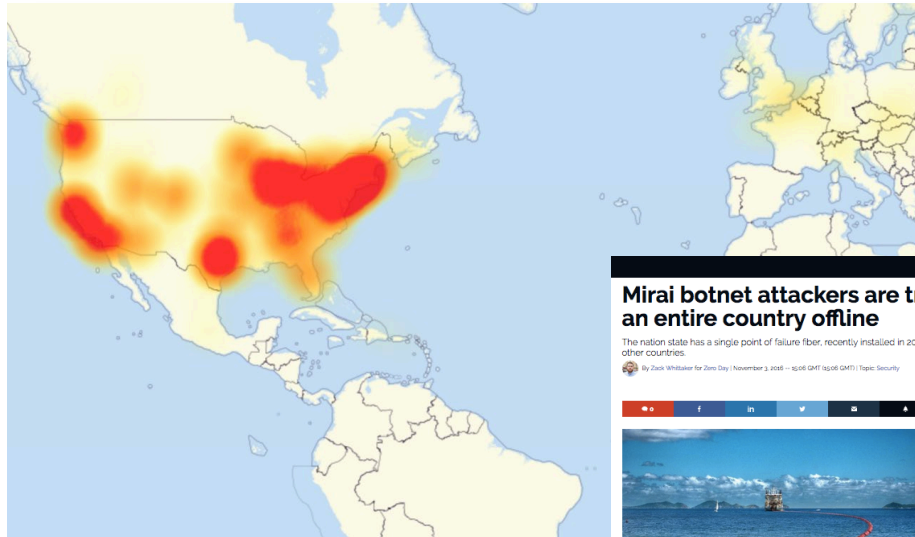 Mirai botnet attackers are tr
an entire country offline
The nation state has a single point of failure fiber, recently installed in 20
other countries.
By Zack Whittaker for Zero Day | November 3, 2016 -- 15:06 GMT (15:06 GMT) | Topic: Security
0
f
in